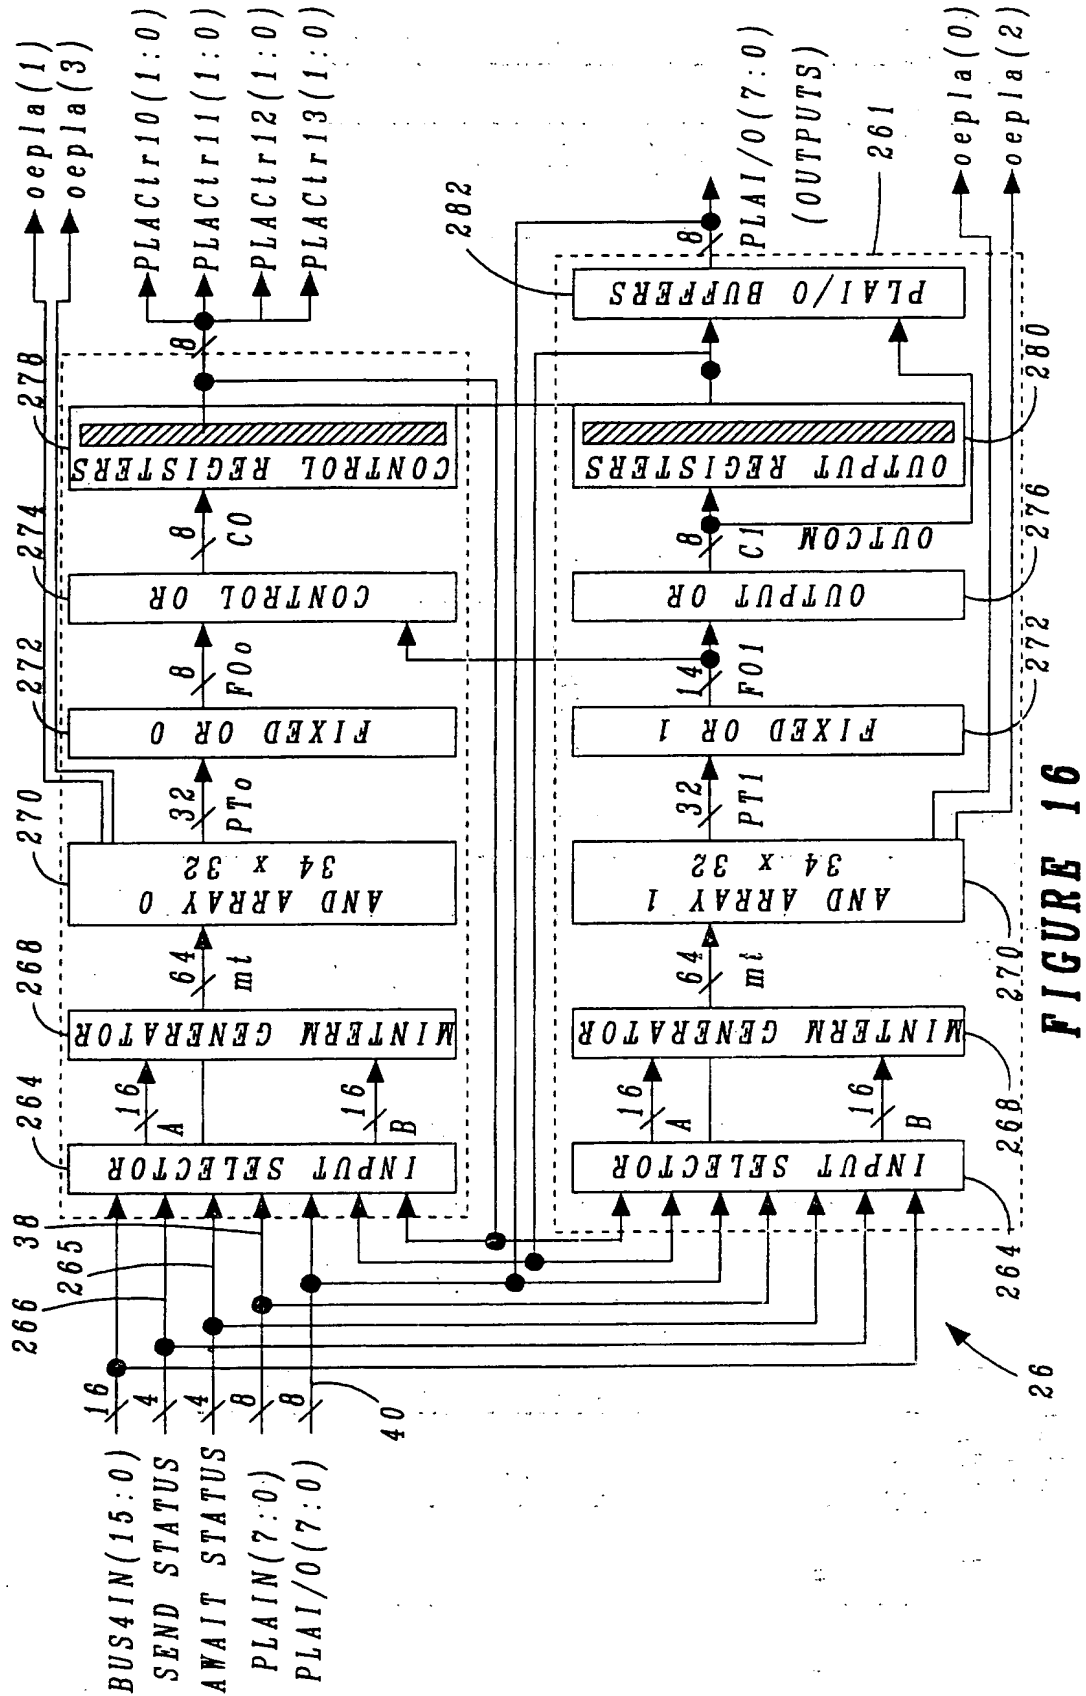 oepla(1)
oepla(3)
PLACtr10(1:0)
PLACtr11(1:0)
PLACtr12(1:0)
PLACtr13(1:0)
8
278
CONTROL REGISTERS
274
8
CO
CONTROL OR
272
8
FOo
FIXED OR 0
32
PTo
270
AND ARRAY 0
34 x 32
268
64
mt
MINTERM GENERATOR
264
16
A
16
B
INPUT SELECTOR
38
265
266
16
4
4
8
8
40
BUS4IN(15:0)
SEND STATUS
AWAIT STATUS
PLAIN(7:0)
PLAI/O(7:0)
PLAI/O(7:0)
(OUTPUTS)
8
282
261
oepla(0)
oepla(2)
PLAI/O BUFFERS
280
OUTPUT REGISTERS
8
C1
OUTCOM
276
OUTPUT OR
14
FO1
272
FIXED OR 1
32
PT1
AND ARRAY 1
34 x 32
270
64
mt
MINTERM GENERATOR
268
16
A
16
B
INPUT SELECTOR
264
26
FIGURE 16